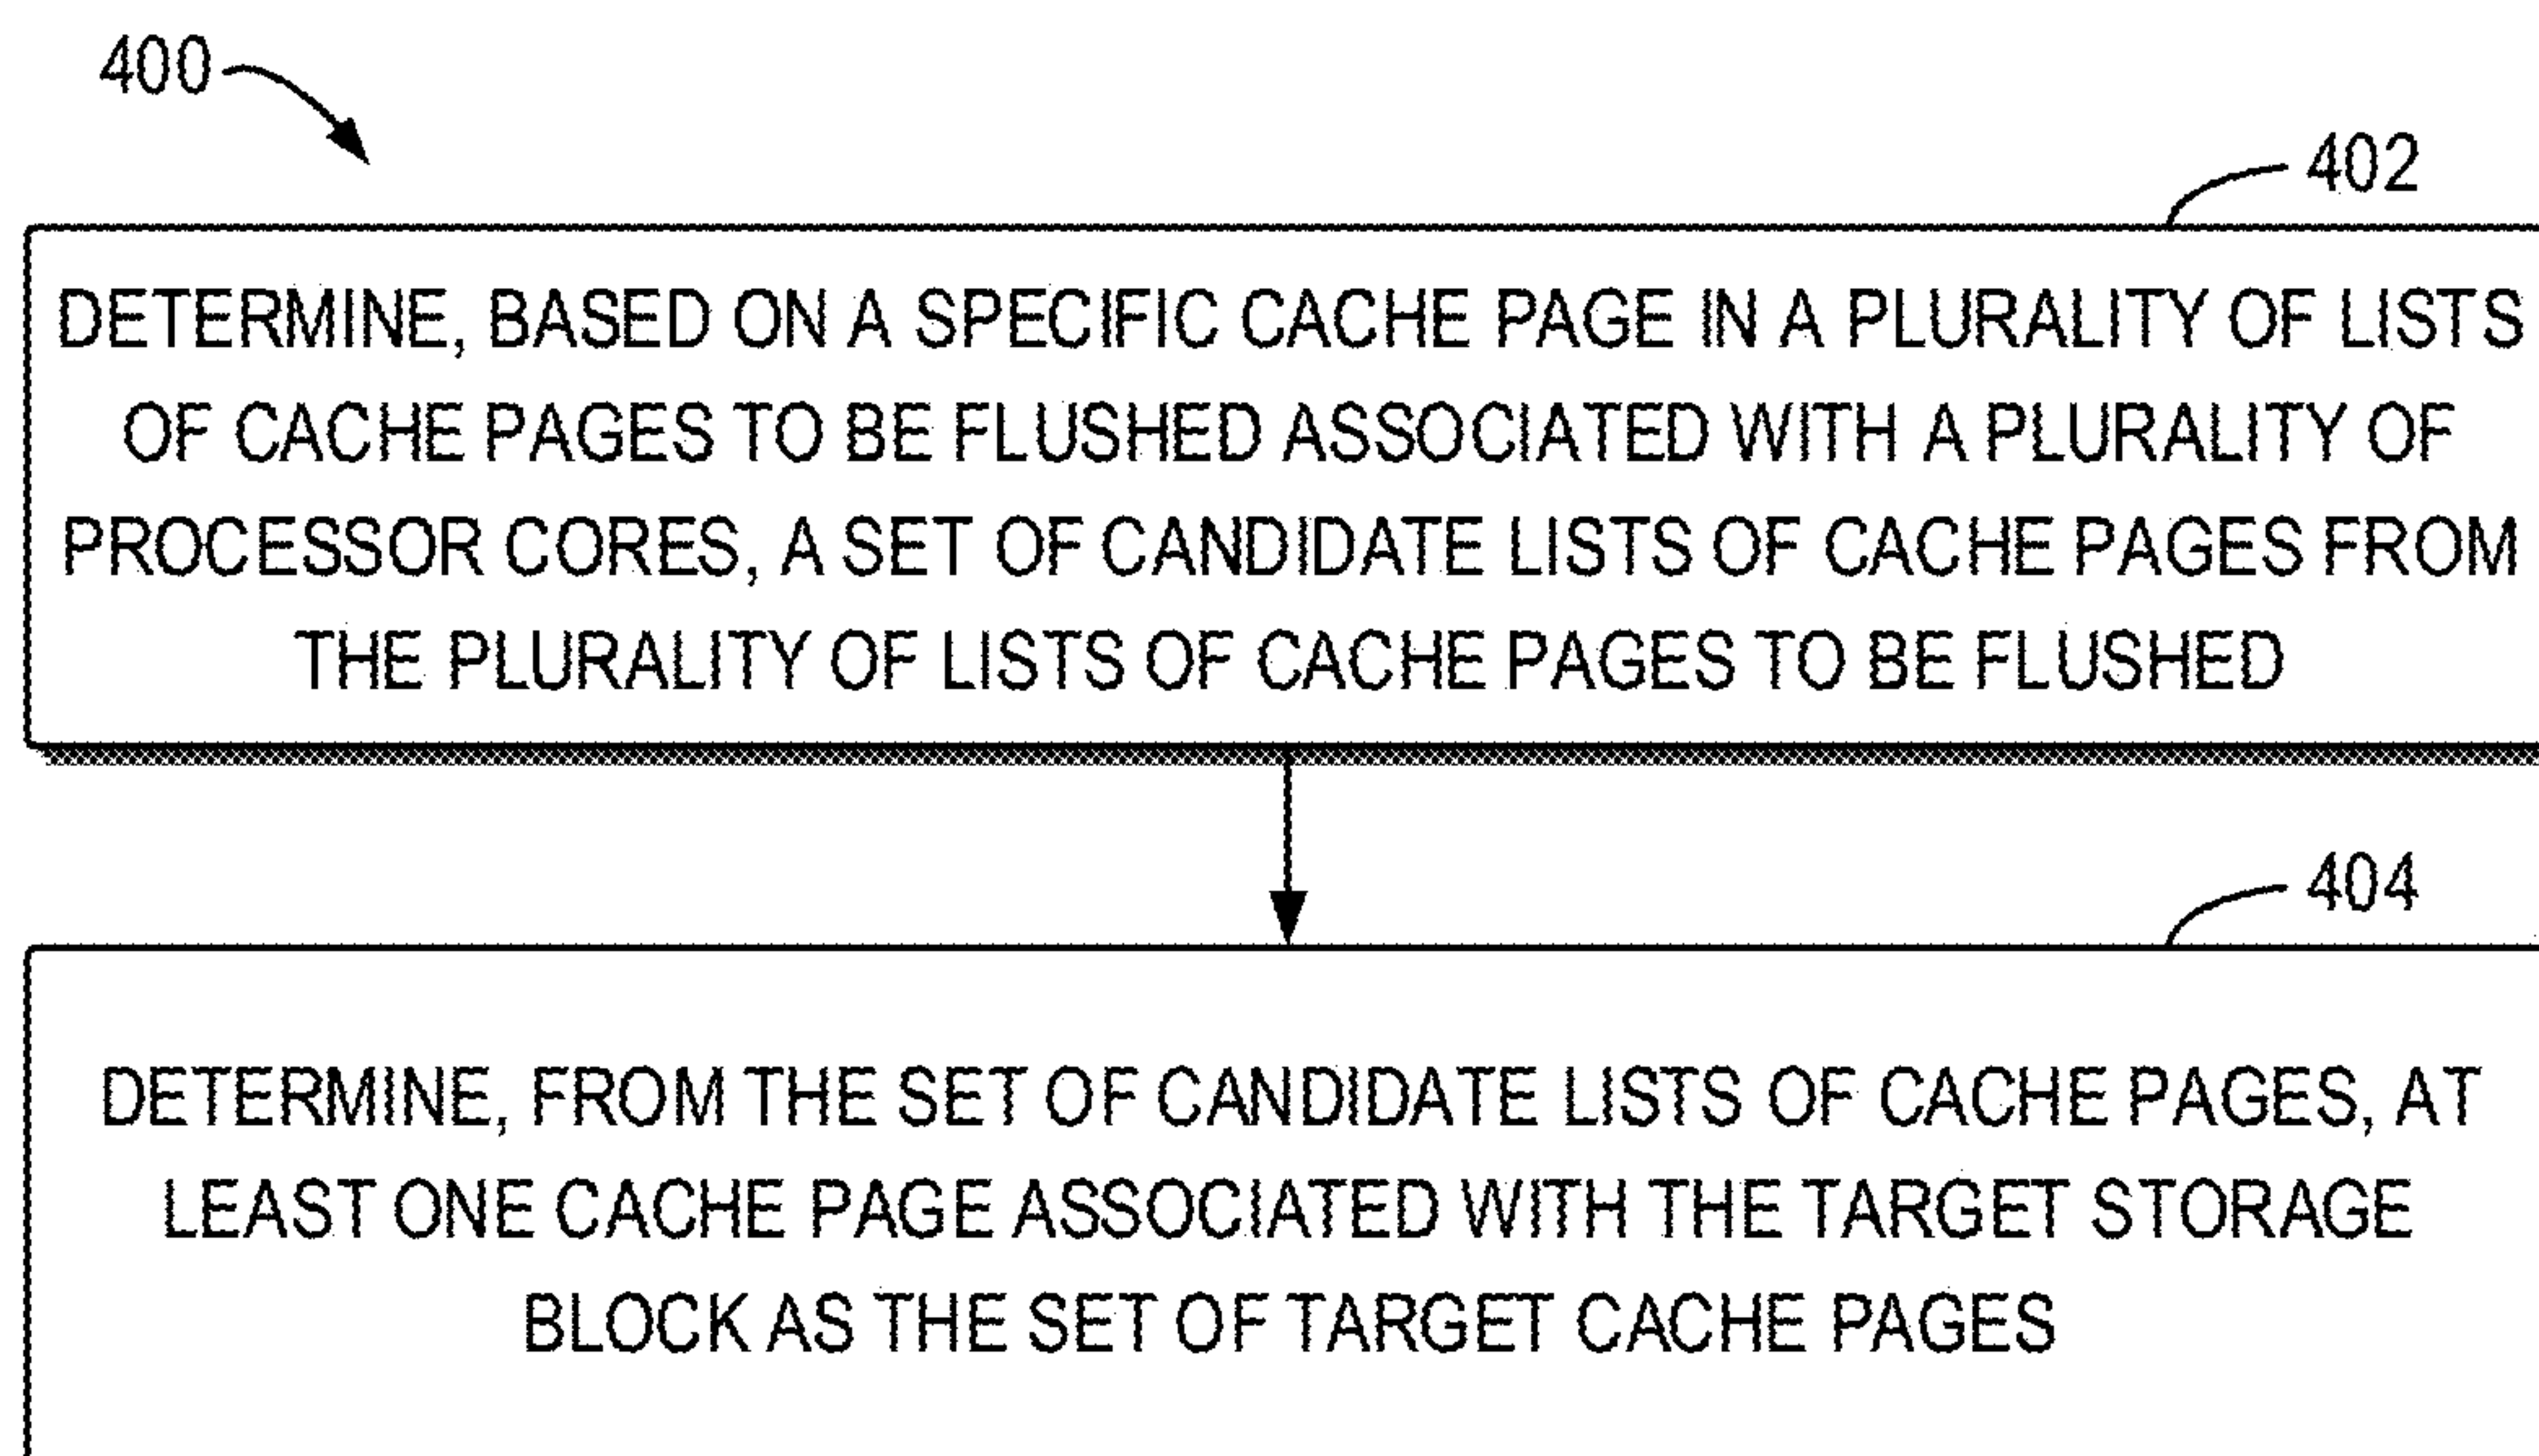 400
402
DETERMINE, BASED ON A SPECIFIC CACHE PAGE IN A PLURALITY OF LISTS
OF CACHE PAGES TO BE FLUSHED ASSOCIATED WITH A PLURALITY OF
PROCESSOR CORES, A SET OF CANDIDATE LISTS OF CACHE PAGES FROM
THE PLURALITY OF LISTS OF CACHE PAGES TO BE FLUSHED
404
DETERMINE, FROM THE SET OF CANDIDATE LISTS OF CACHE PAGES, AT
LEAST ONE CACHE PAGE ASSOCIATED WITH THE TARGET STORAGE
BLOCK AS THE SET OF TARGET CACHE PAGES